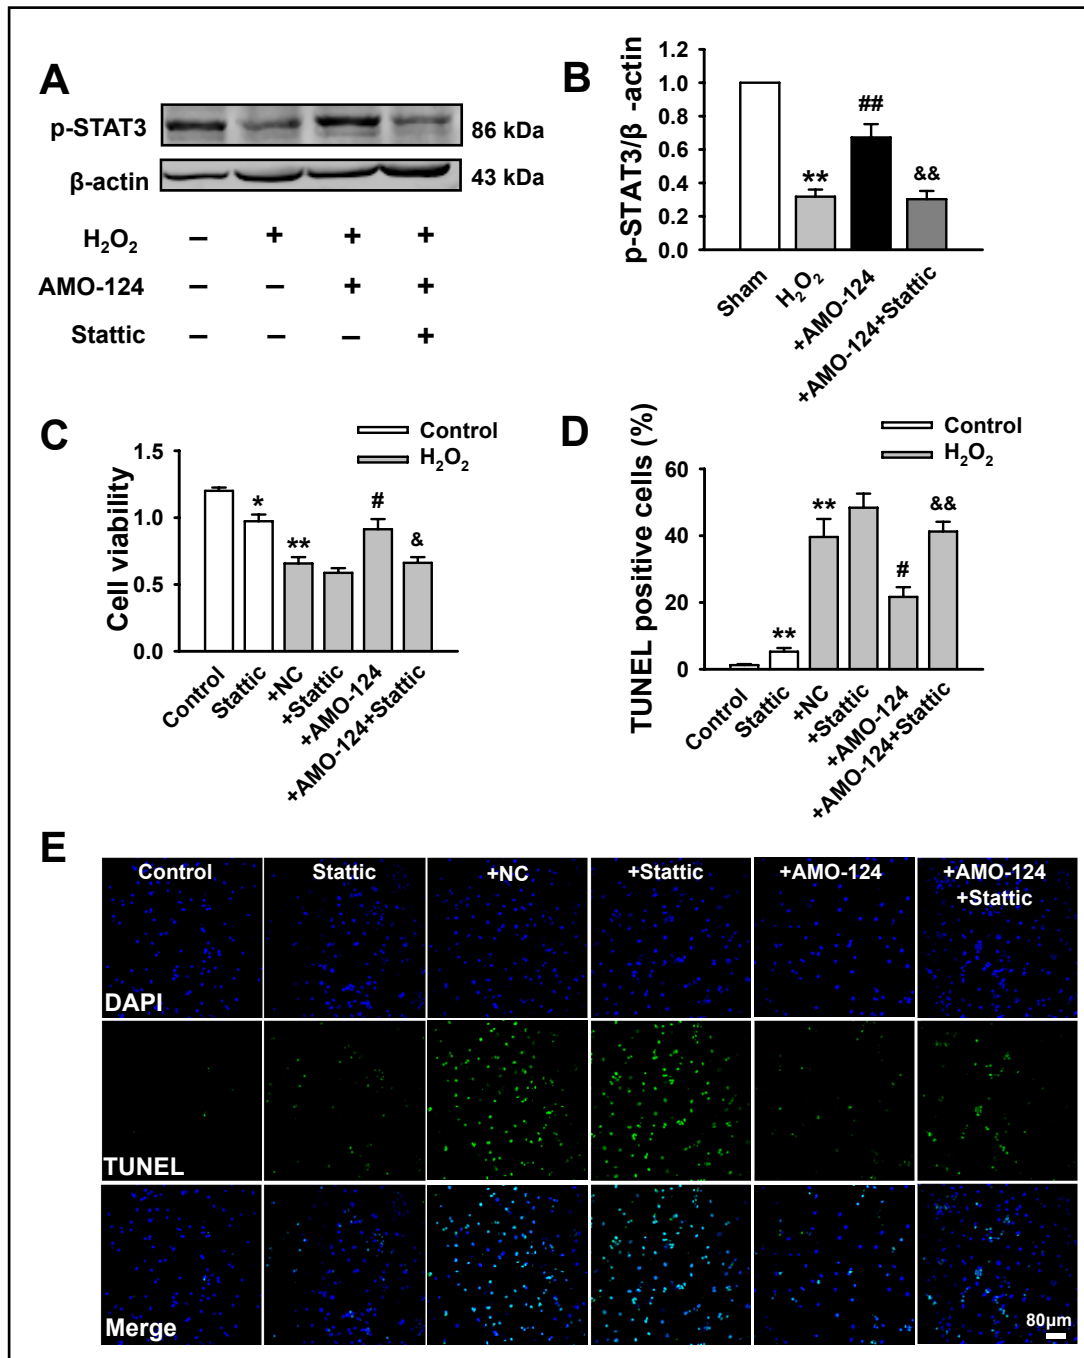 A
p-STAT3
86 kDa
β-actin
43 kDa
H₂O₂ – + + +
AMO-124 – – + +
Stattic – – – +
B
p-STAT3/β -actin
1.2
1.0
0.8
0.6
0.4
0.2
0.0
**
##
&&
Sham
H₂O₂
+AMO-124
+AMO-124+Stattic
C
Control
H₂O₂
Cell viability
1.5
1.0
0.5
0.0
*
**
#
&
Control
Stattic
+NC
+Stattic
+AMO-124
+AMO-124+Stattic
D
Control
H₂O₂
TUNEL positive cells (%)
60
40
20
0
**
**
#
&&
Control
Stattic
+NC
+Stattic
+AMO-124
+AMO-124+Stattic
E
Control
Stattic
+NC
+Stattic
+AMO-124
+AMO-124
+Stattic
DAPI
TUNEL
Merge
80μm